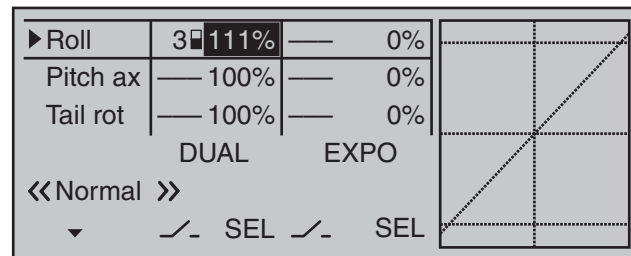 Roll 3 111% ––– 0%
Pitch ax ––– 100% ––– 0%
Tail rot ––– 100% ––– 0%
DUAL EXPO
«Normal »
SEL SEL